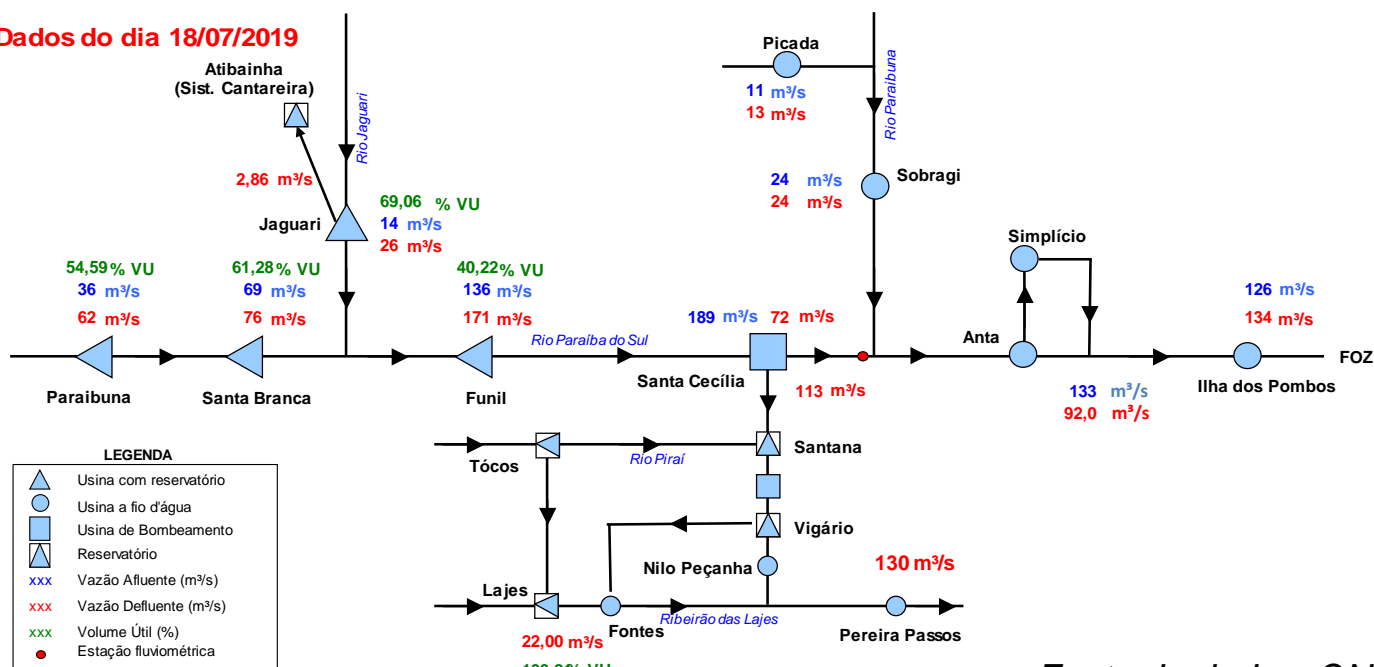 Dados do dia 18/07/2019
Picada
Atibainha
(Sist. Cantareira)
11 m³/s
13 m³/s
Rio Jaguari
Rio Paraibuna
2,86 m³/s
24 m³/s
24 m³/s
Sobragi
69,06 % VU
Jaguari
14 m³/s
26 m³/s
Simplício
54,59 % VU
61,28 % VU
40,22 % VU
36 m³/s
69 m³/s
136 m³/s
126 m³/s
62 m³/s
76 m³/s
171 m³/s
189 m³/s
72 m³/s
134 m³/s
Rio Paraíba do Sul
Anta
FOZ
Paraibuna
Santa Branca
Funil
Santa Cecília
113 m³/s
133 m³/s
92,0 m³/s
Ilha dos Pombos
LEGENDA
Usina com reservatório
Usina a fio d'água
Usina de Bombeamento
Reservatório
xxx Vazão Afluente (m³/s)
xxx Vazão Defluente (m³/s)
xxx Volume Útil (%)
Estação fluviométrica
Tócos
Rio Piraí
Santana
Vigário
Nilo Peçanha
130 m³/s
Lajes
Fontes
Ribeirão das Lajes
Pereira Passos
22,00 m³/s